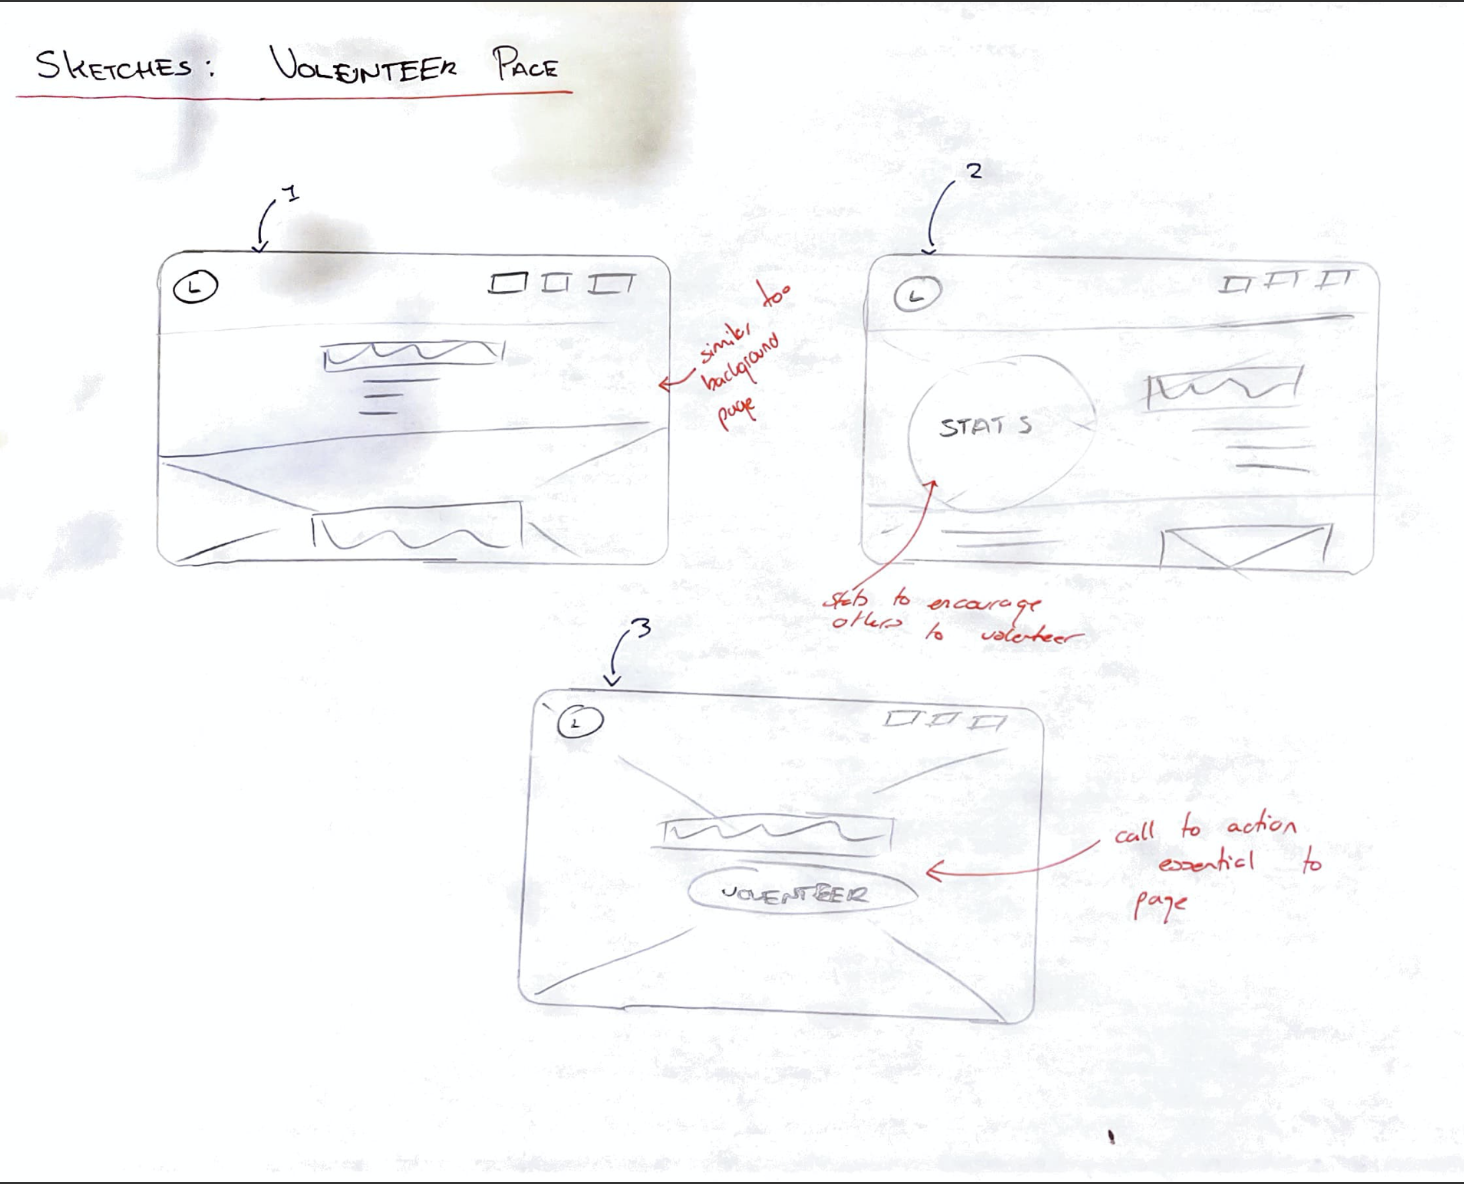 SKETCHES: VOLEUNTEER PAGE
1
L
too
similar
background
page
2
L
STATS
stats to encourage
others to volenteer
3
L
VOLENTEER
call to action
essential to
page